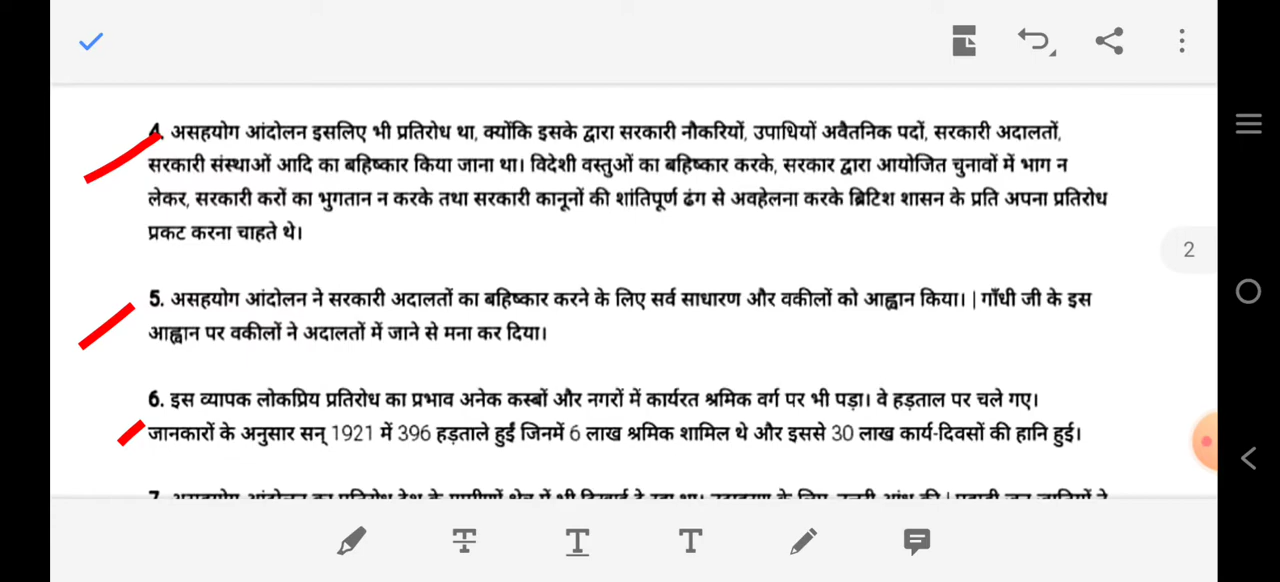 4. असहयोग आंदोलन इसलिए भी प्रतिरोध था, क्योंकि इसके द्वारा सरकारी नौकरियों, उपाधियों अवैतनिक पदों, सरकारी अदालतों,
सरकारी संस्थाओं आदि का बहिष्कार किया जाना था। विदेशी वस्तुओं का बहिष्कार करके, सरकार द्वारा आयोजित चुनावों में भाग न
लेकर, सरकारी करों का भुगतान न करके तथा सरकारी कानूनों की शांतिपूर्ण ढंग से अवहेलना करके ब्रिटिश शासन के प्रति अपना प्रतिरोध
प्रकट करना चाहते थे।
2
5. असहयोग आंदोलन ने सरकारी अदालतों का बहिष्कार करने के लिए सर्व साधारण और वकीलों को आह्वान किया। | गाँधी जी के इस
आह्वान पर वकीलों ने अदालतों में जाने से मना कर दिया।
6. इस व्यापक लोकप्रिय प्रतिरोध का प्रभाव अनेक कस्बों और नगरों में कार्यरत श्रमिक वर्ग पर भी पड़ा। वे हड़ताल पर चले गए।
जानकारों के अनुसार सन् 1921 में 396 हड़ताले हुईं जिनमें 6 लाख श्रमिक शामिल थे और इससे 30 लाख कार्य-दिवसों की हानि हुई।